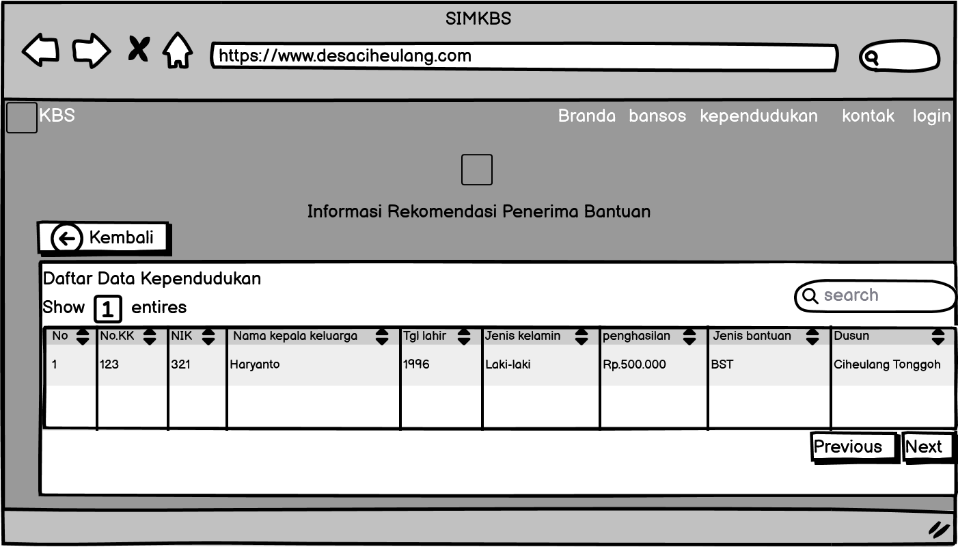 SIMKBS
https://www.desaciheulang.com
KBS Branda bansos kependudukan kontak login
Informasi Rekomendasi Penerima Bantuan
Kembali
Daftar Data Kependudukan
Show 1 entires
search
No No.KK NIK Nama kepala keluarga Tgl lahir Jenis kelamin penghasilan Jenis bantuan Dusun
1 123 321 Haryanto 1996 Laki-laki Rp.500.000 BST Ciheulang Tonggoh
Previous Next